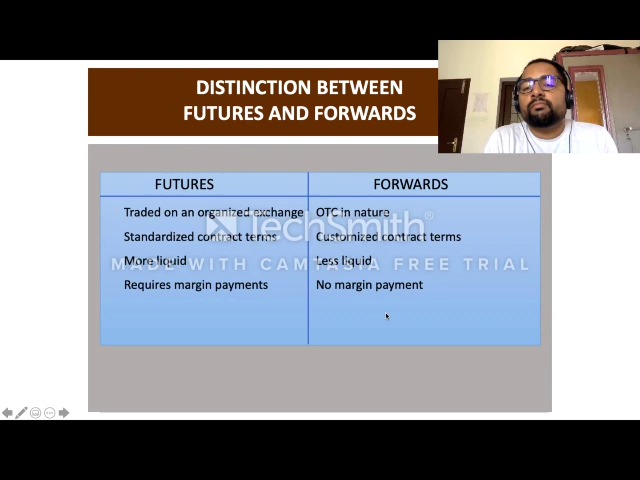 DISTINCTION BETWEEN
FUTURES AND FORWARDS
FUTURES FORWARDS
Traded on an organized exchange OTC in nature
Standardized contract terms Customized contract terms
More liquid Less liquid
Requires margin payments No margin payment
TechSmith®
MADE WITH CAMTASIA FREE TRIAL